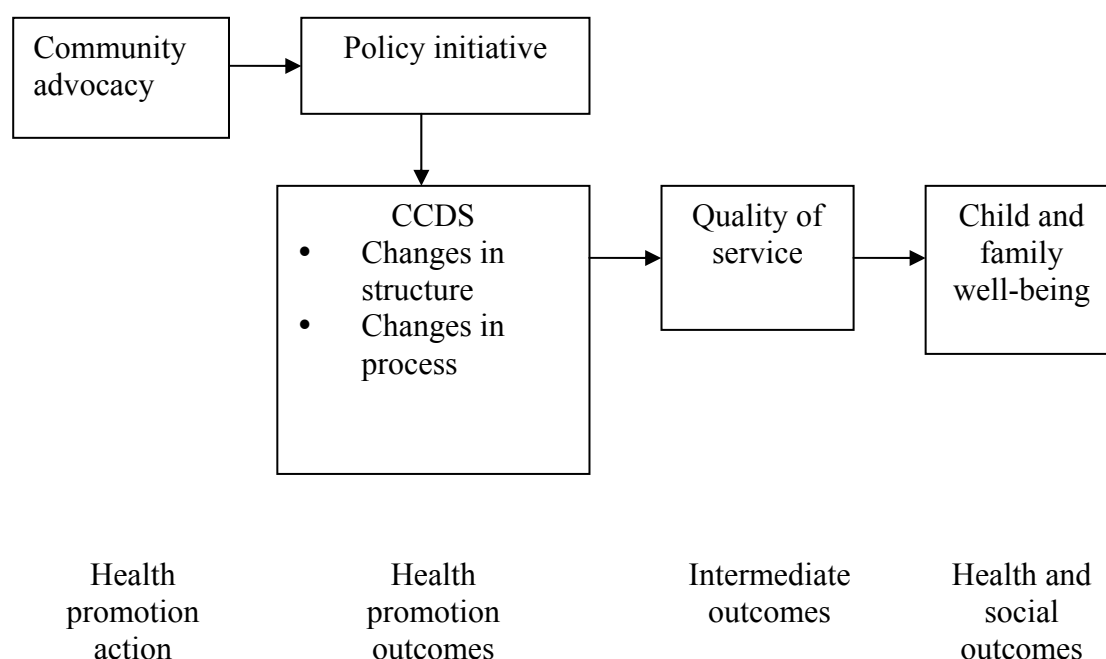 Community
advocacy
Policy initiative
CCDS
• Changes in
structure
• Changes in
process
Quality of
service
Child and
family
well-being
Health
promotion
action
Health
promotion
outcomes
Intermediate
outcomes
Health and
social
outcomes